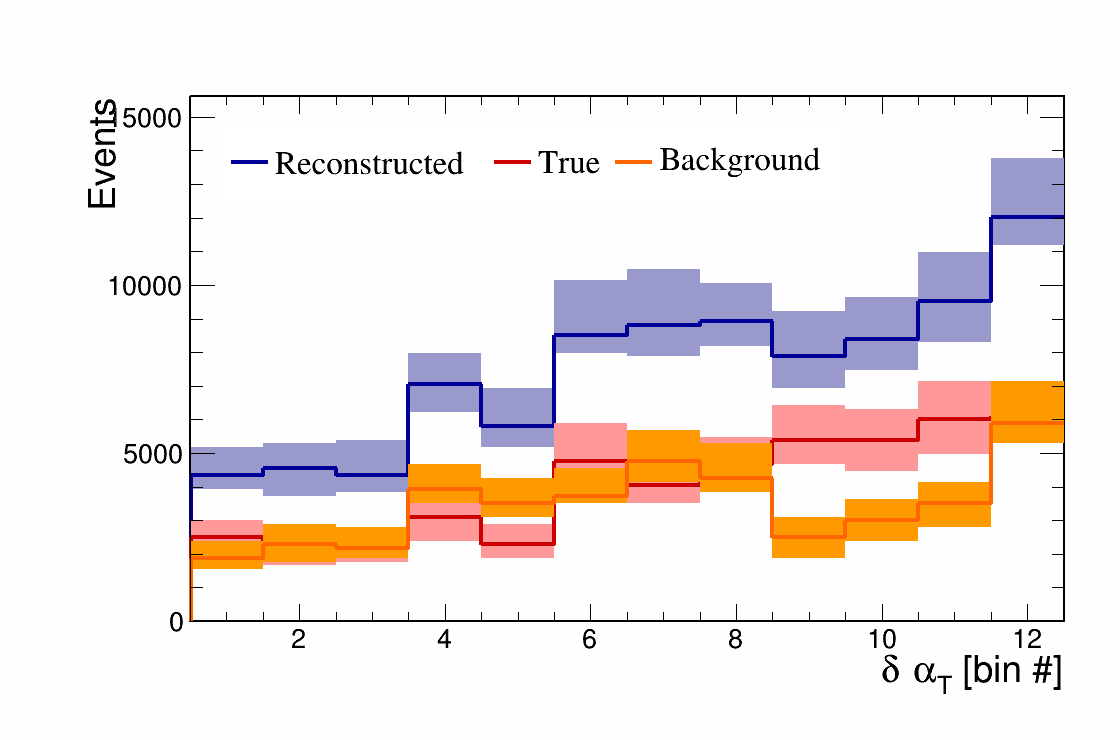 15000
Events
Reconstructed True Background
10000
5000
0
2 4 6 8 10 12
δ α_T [bin #]